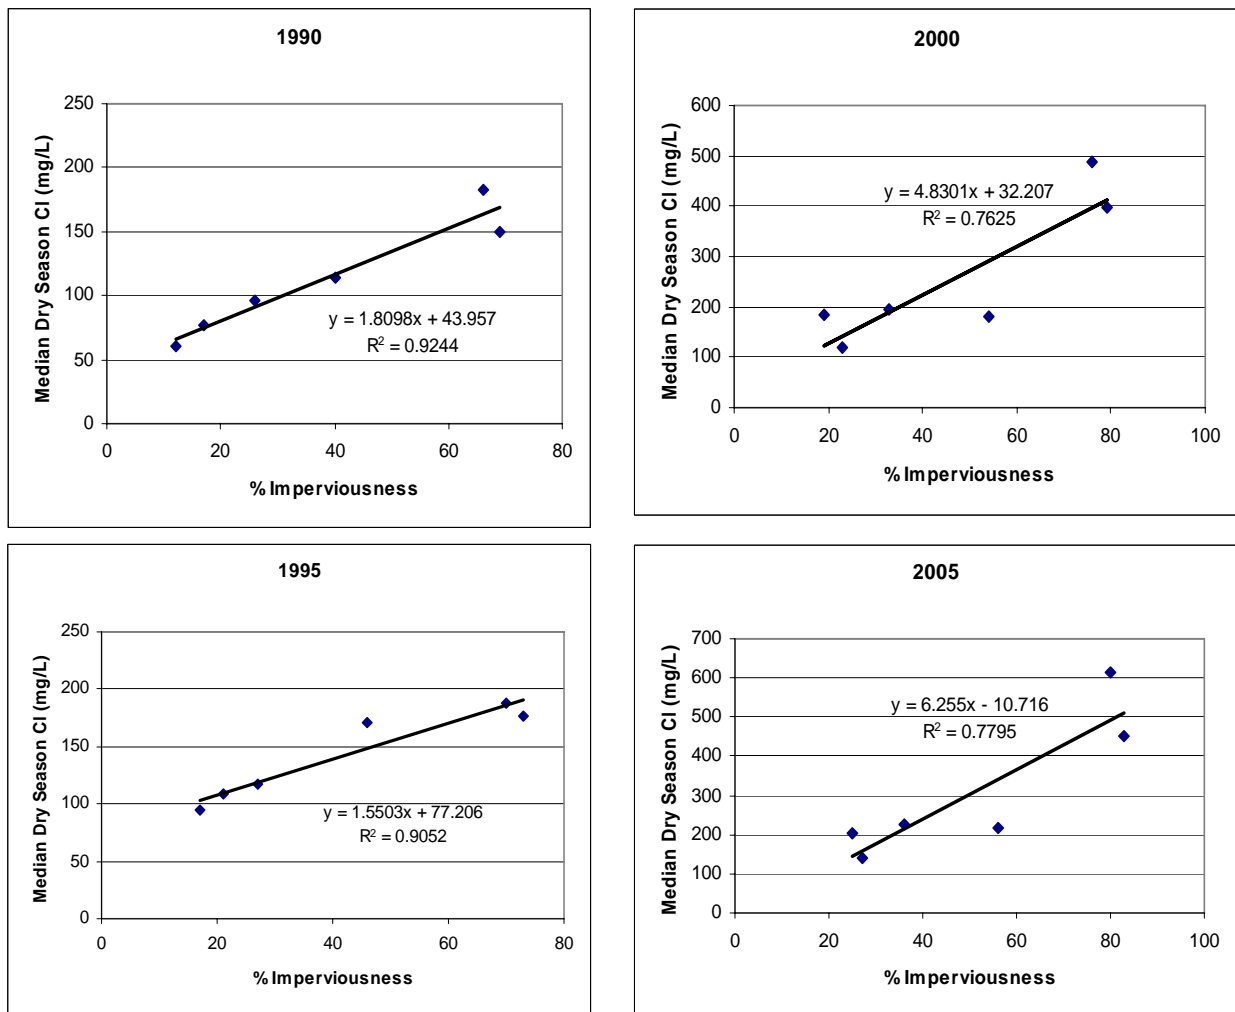 1990
Median Dry Season Cl (mg/L)
250
200
150
100
50
0
y = 1.8098x + 43.957
R² = 0.9244
0 20 40 60 80
% Imperviousness
2000
Median Dry Season Cl (mg/L)
600
500
400
300
200
100
0
y = 4.8301x + 32.207
R² = 0.7625
0 20 40 60 80 100
% Imperviousness
1995
Median Dry Season Cl (mg/L)
250
200
150
100
50
0
y = 1.5503x + 77.206
R² = 0.9052
0 20 40 60 80
% Imperviousness
2005
Median Dry Season Cl (mg/L)
700
600
500
400
300
200
100
0
y = 6.255x - 10.716
R² = 0.7795
0 20 40 60 80 100
% Imperviousness